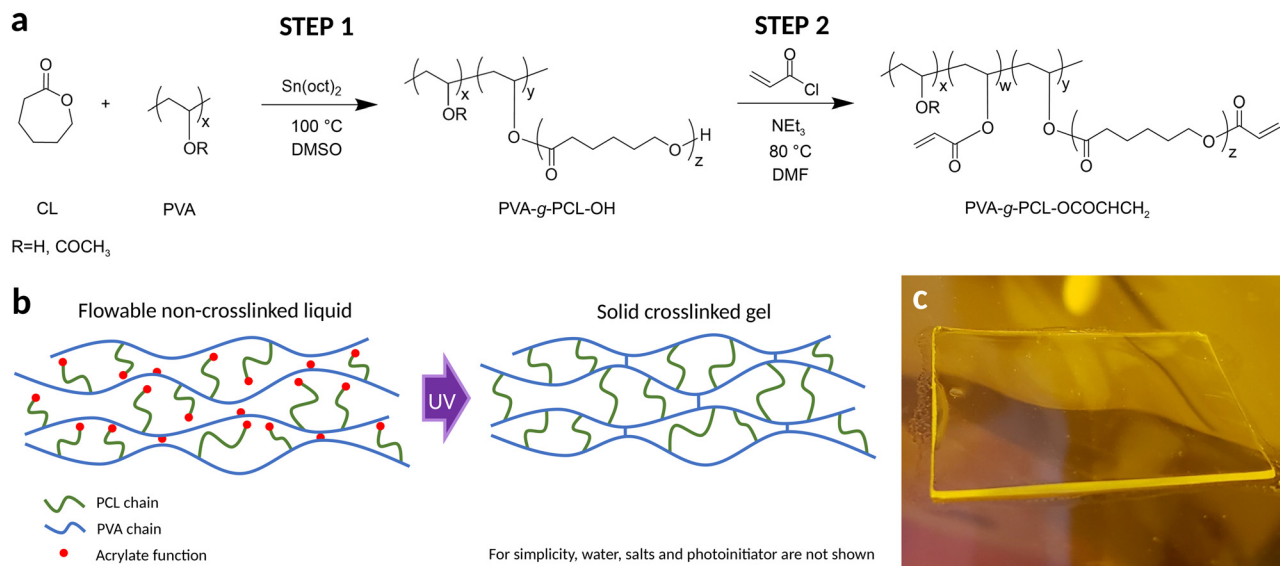 a
STEP 1
STEP 2
O
O
+
x
OR
Sn(oct)₂
100 °C
DMSO
x
y
OR
O
O
O
H
z
O
Cl
NEt₃
80 °C
DMF
x
w
y
OR
O
O
O
O
O
O
z
CL
PVA
PVA-g-PCL-OH
PVA-g-PCL-OCOCHCH₂
R=H, COCH₃
b
Flowable non-crosslinked liquid
Solid crosslinked gel
UV
PCL chain
PVA chain
Acrylate function
For simplicity, water, salts and photoinitiator are not shown
c